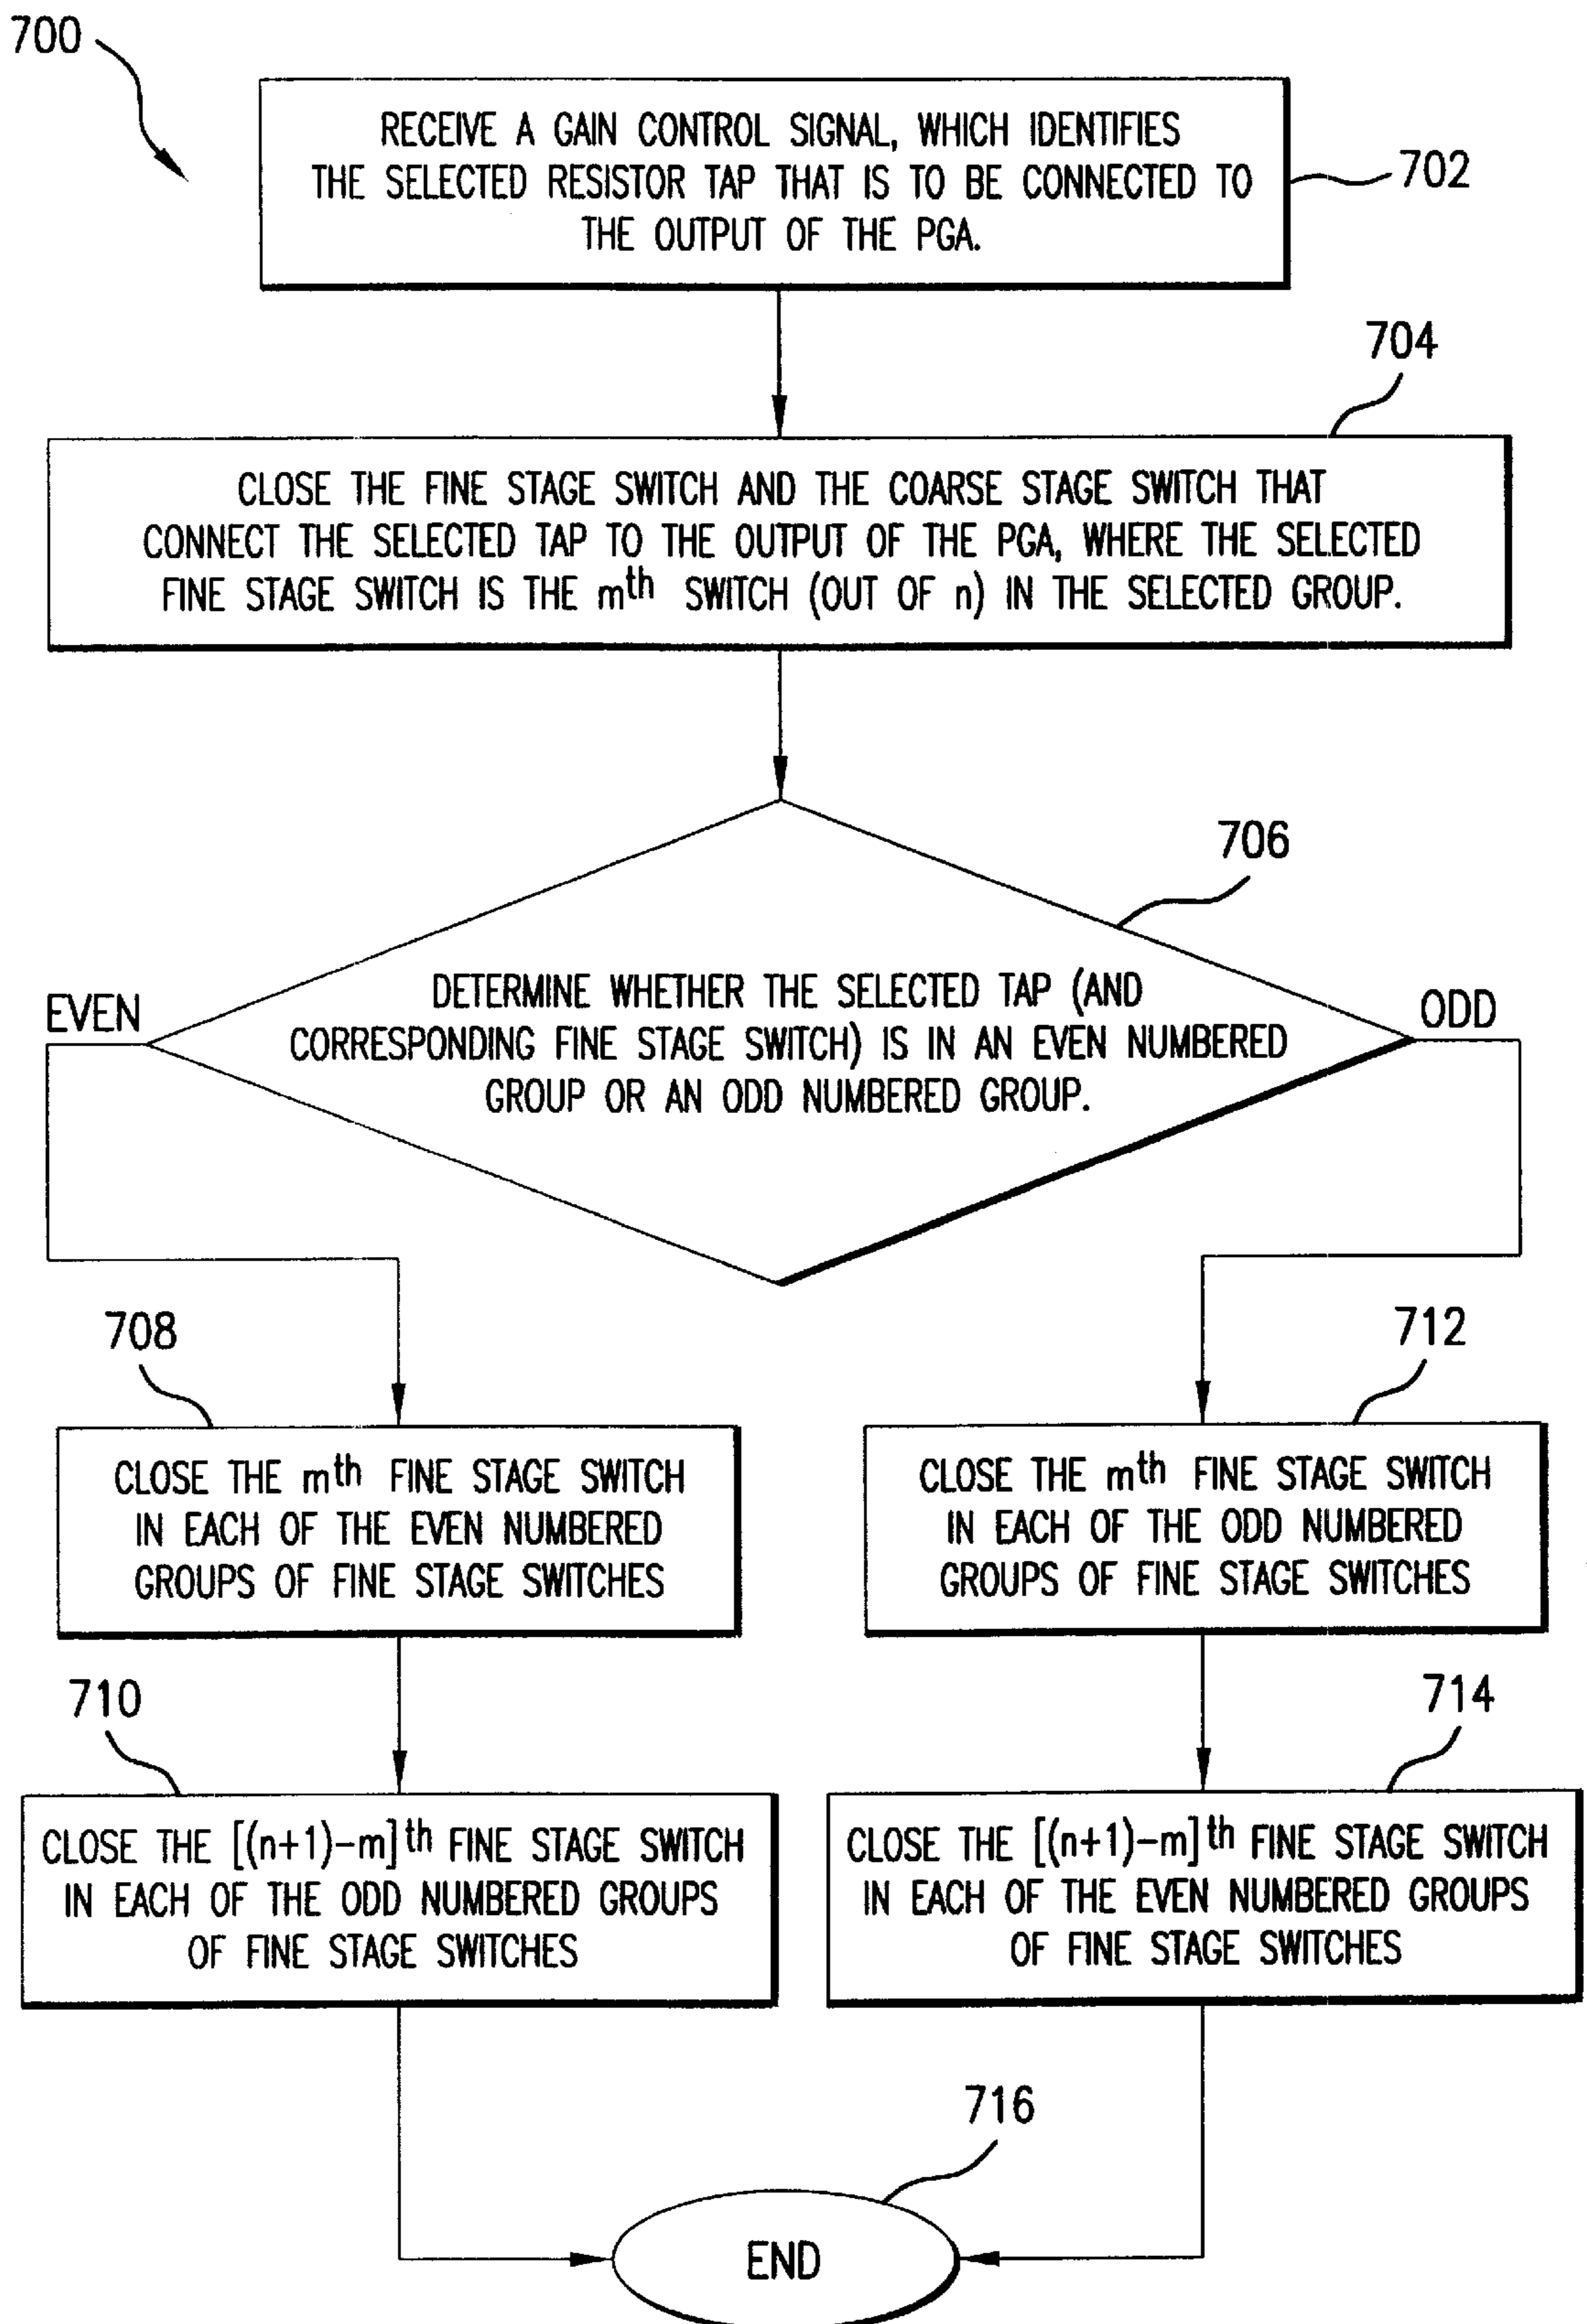 700
RECEIVE A GAIN CONTROL SIGNAL, WHICH IDENTIFIES
THE SELECTED RESISTOR TAP THAT IS TO BE CONNECTED TO
THE OUTPUT OF THE PGA.
702
704
CLOSE THE FINE STAGE SWITCH AND THE COARSE STAGE SWITCH THAT
CONNECT THE SELECTED TAP TO THE OUTPUT OF THE PGA, WHERE THE SELECTED
FINE STAGE SWITCH IS THE mth SWITCH (OUT OF n) IN THE SELECTED GROUP.
706
DETERMINE WHETHER THE SELECTED TAP (AND
CORRESPONDING FINE STAGE SWITCH) IS IN AN EVEN NUMBERED
GROUP OR AN ODD NUMBERED GROUP.
EVEN
ODD
708
CLOSE THE mth FINE STAGE SWITCH
IN EACH OF THE EVEN NUMBERED
GROUPS OF FINE STAGE SWITCHES
712
CLOSE THE mth FINE STAGE SWITCH
IN EACH OF THE ODD NUMBERED
GROUPS OF FINE STAGE SWITCHES
710
CLOSE THE [(n+1)-m]th FINE STAGE SWITCH
IN EACH OF THE ODD NUMBERED GROUPS
OF FINE STAGE SWITCHES
714
CLOSE THE [(n+1)-m]th FINE STAGE SWITCH
IN EACH OF THE EVEN NUMBERED GROUPS
OF FINE STAGE SWITCHES
716
END